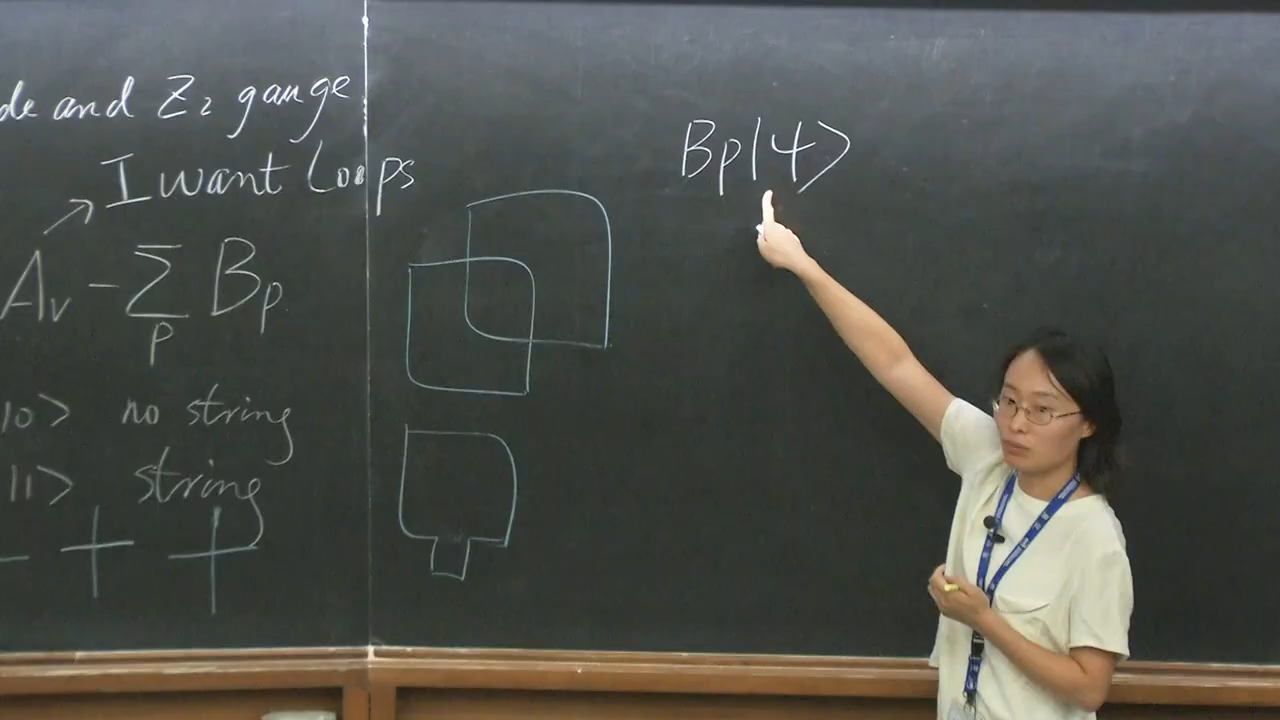 de and Z₂ gauge
I want Loops
Aᵥ - Σ Bₚ
p
|0> no string
|1> string
Bp|ψ>